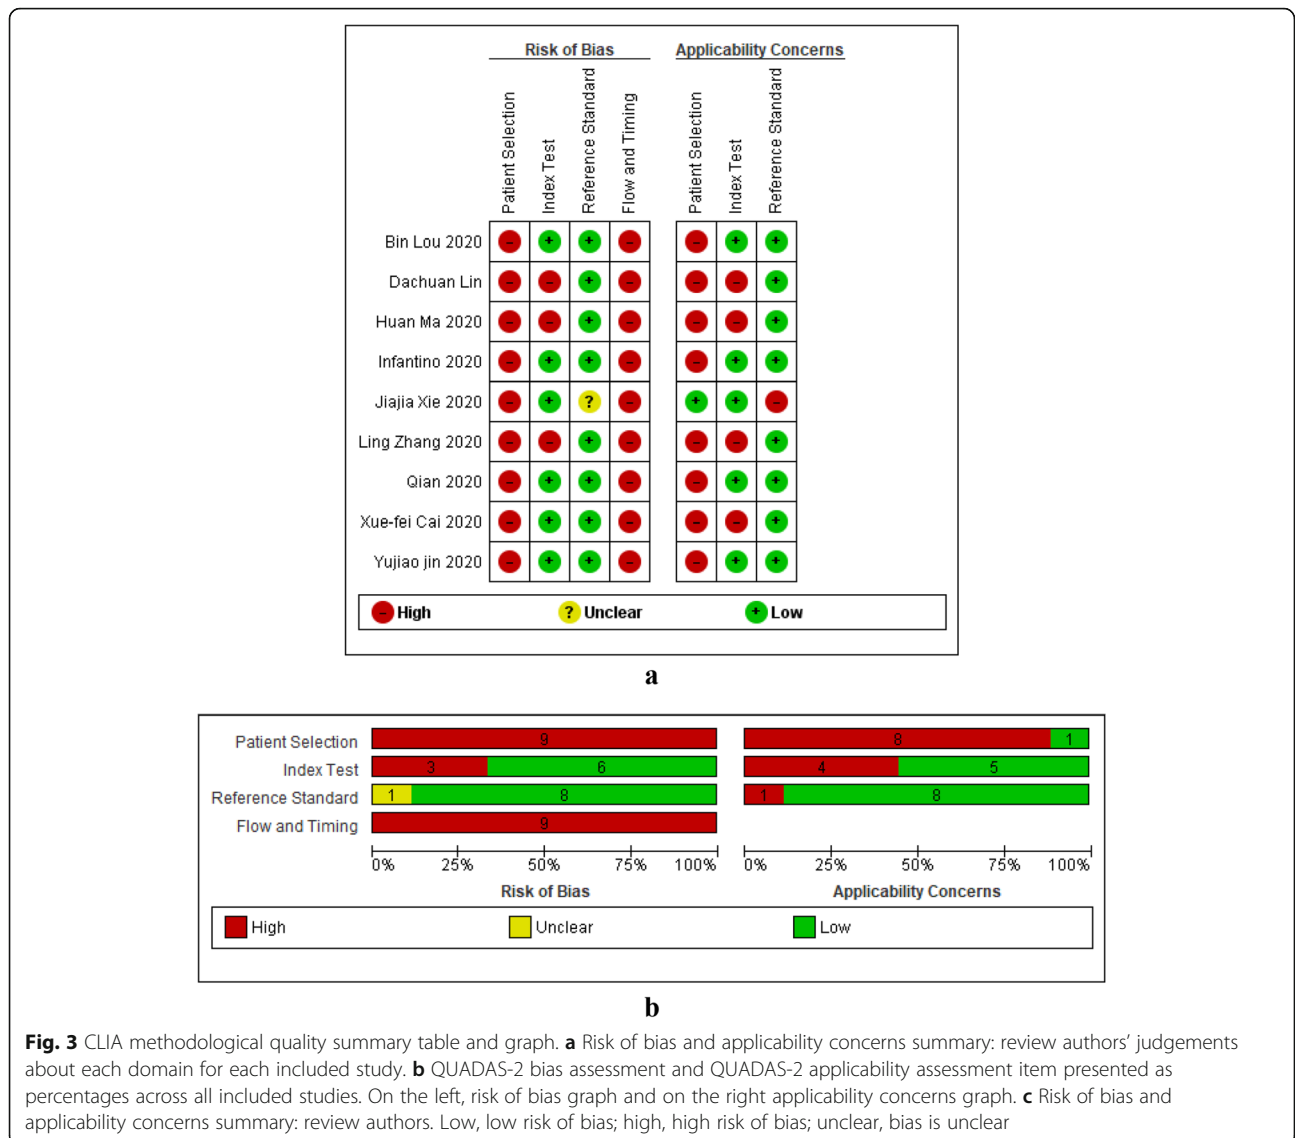 Risk of Bias
Applicability Concerns
Patient Selection
Index Test
Reference Standard
Flow and Timing
Patient Selection
Index Test
Reference Standard
Bin Lou 2020 - + + - - + +
Dachuan Lin - - + - - - +
Huan Ma 2020 - - + - - - +
Infantino 2020 - + + - - + +
Jiajia Xie 2020 - + ? - + + -
Ling Zhang 2020 - - + - - - +
Qian 2020 - + + - - + +
Xue-fei Cai 2020 - + + - - - +
Yujiao jin 2020 - + + - - + +
- High ? Unclear + Low
a
Patient Selection 9 8 1
Index Test 3 6 4 5
Reference Standard 1 8 1 8
Flow and Timing 9
0% 25% 50% 75% 100% 0% 25% 50% 75% 100%
Risk of Bias Applicability Concerns
High Unclear Low
b
Fig. 3 CLIA methodological quality summary table and graph. a Risk of bias and applicability concerns summary: review authors’ judgements
about each domain for each included study. b QUADAS-2 bias assessment and QUADAS-2 applicability assessment item presented as
percentages across all included studies. On the left, risk of bias graph and on the right applicability concerns graph. c Risk of bias and
applicability concerns summary: review authors. Low, low risk of bias; high, high risk of bias; unclear, bias is unclear